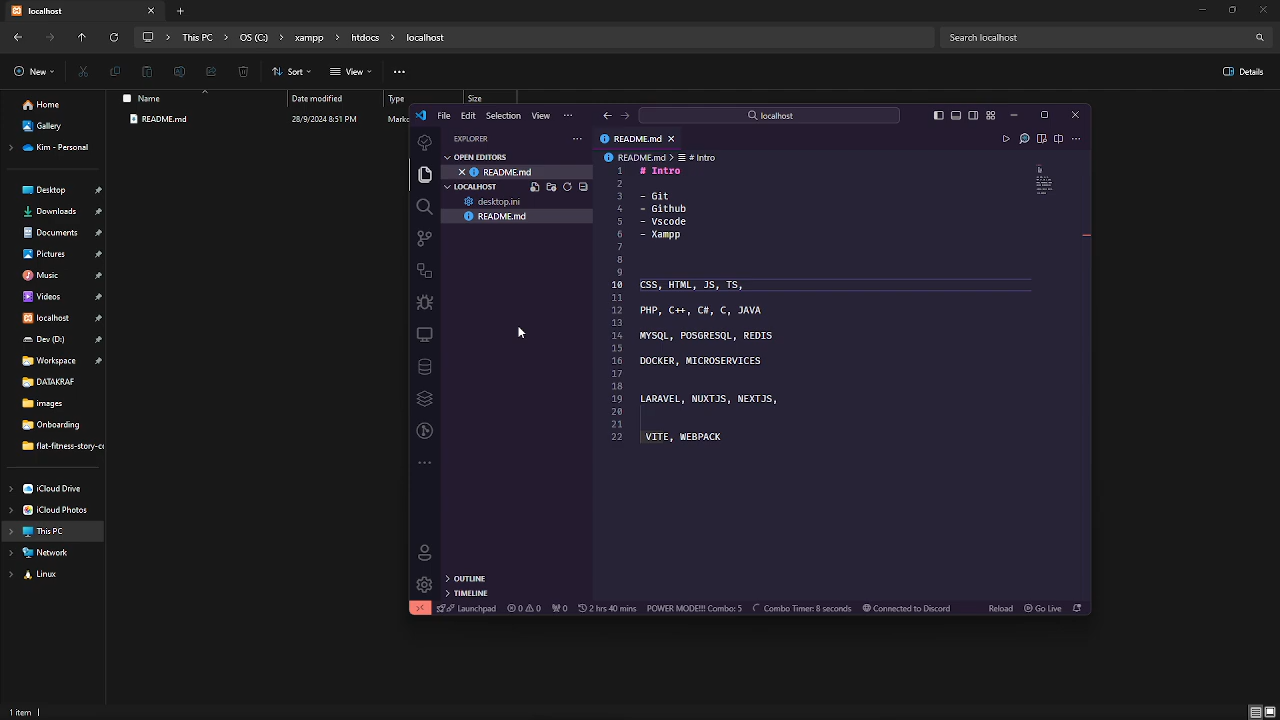 localhost
This PC > OS (C:) > xampp > htdocs > localhost
Search localhost
New
Sort
View
Details
Home
Gallery
Kim - Personal
Desktop
Downloads
Documents
Pictures
Music
Videos
localhost
Dev (D:)
Workspace
DATAKRAF
images
Onboarding
flat-fitness-story-c
iCloud Drive
iCloud Photos
This PC
Network
Linux
Name
Date modified
Type
Size
README.md
28/9/2024 8:51 PM
Marko
File Edit Selection View ···
localhost
EXPLORER
OPEN EDITORS
README.md
LOCALHOST
desktop.ini
README.md
OUTLINE
TIMELINE
README.md
README.md > # Intro
1 # Intro
2
3 - Git
4 - Github
5 - Vscode
6 - Xampp
7
8
9
10 CSS, HTML, JS, TS,
11
12 PHP, C++, C#, C, JAVA
13
14 MYSQL, POSGRESQL, REDIS
15
16 DOCKER, MICROSERVICES
17
18
19 LARAVEL, NUXTJS, NEXTJS,
20
21
22 VITE, WEBPACK
Launchpad 0 0 0 2 hrs 40 mins POWER MODE!!! Combo: 5 Combo Timer: 8 seconds Connected to Discord Reload Go Live
1 item